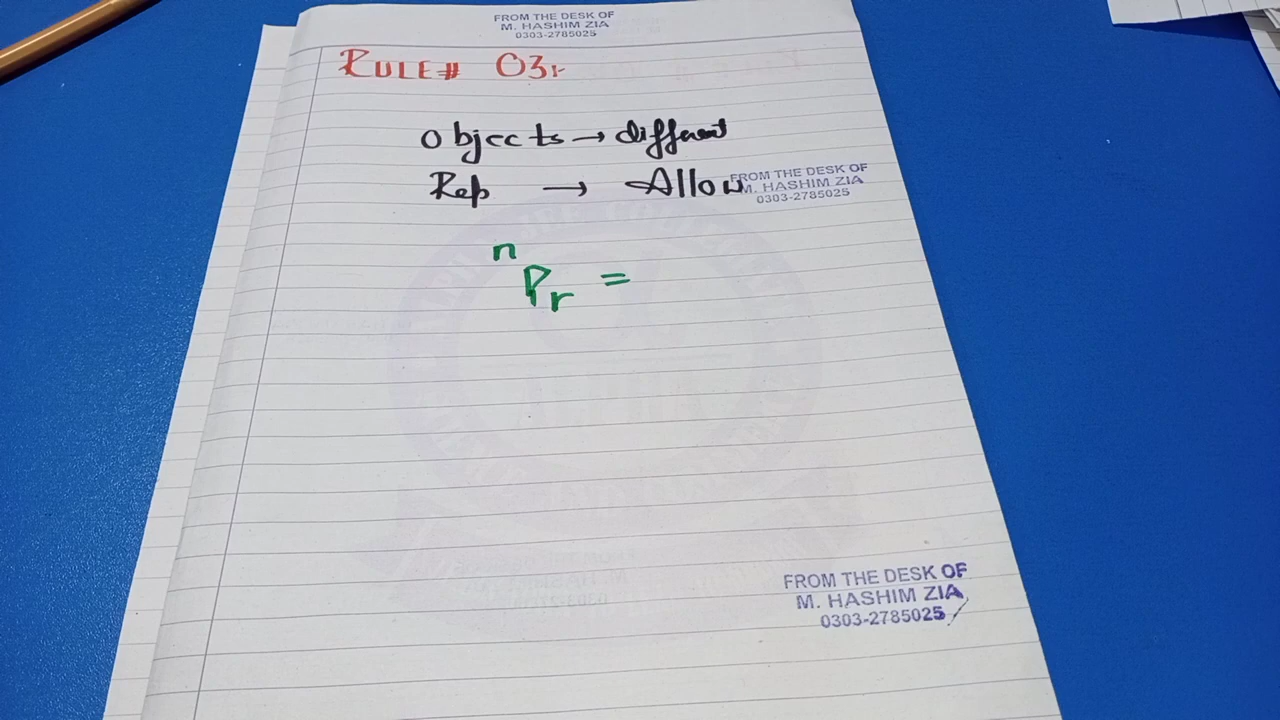 FROM THE DESK OF
M. HASHIM ZIA
0303-2785025
RULE# 03:-
Objects → different
Rep → Allow
FROM THE DESK OF
M. HASHIM ZIA
0303-2785025
n
Pr =
FROM THE DESK OF
M. HASHIM ZIA
0303-2785025